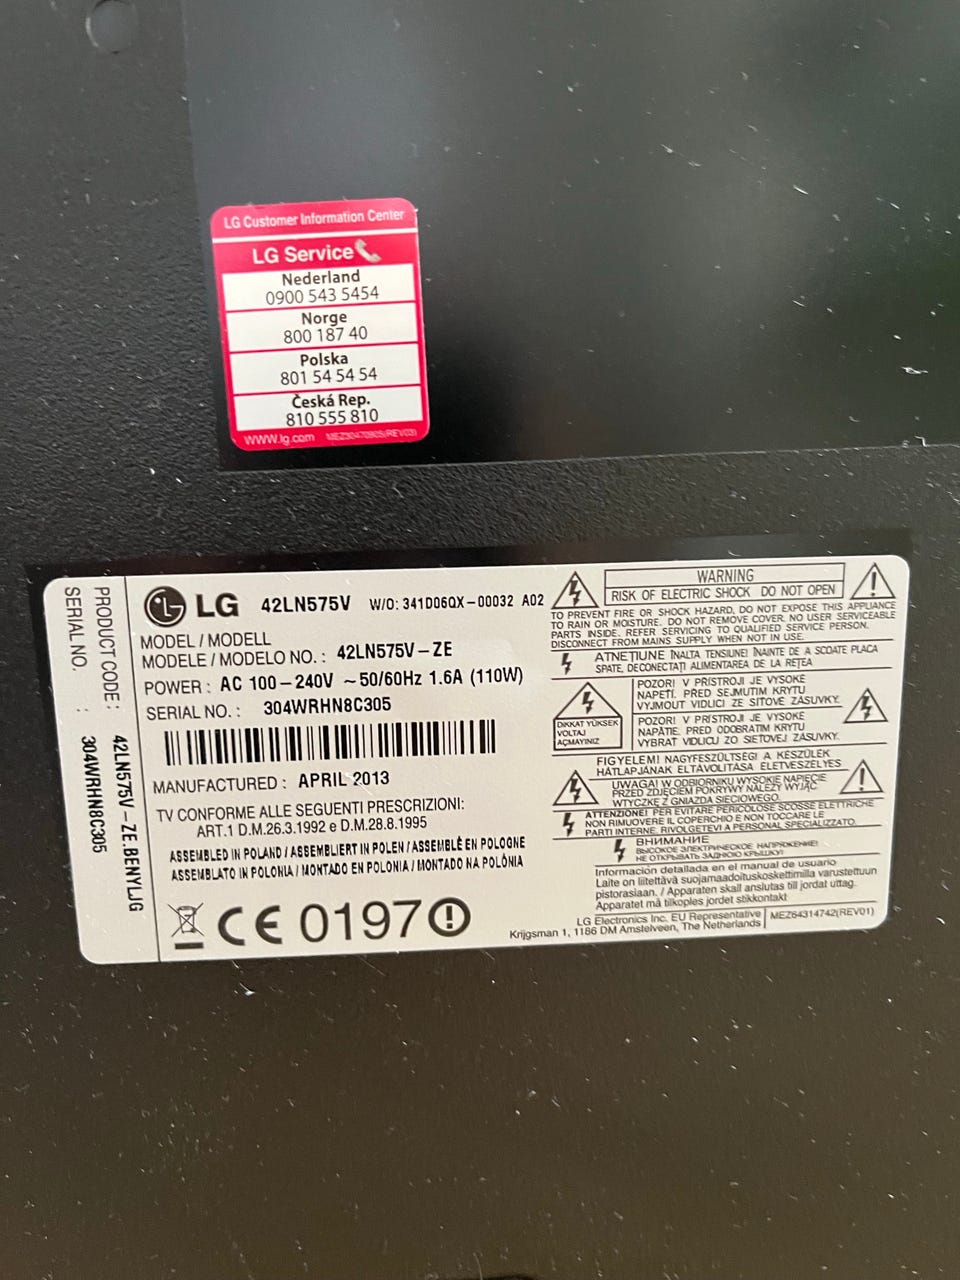 LG Customer Information Center
LG Service
Nederland
0900 543 5454
Norge
800 187 40
Polska
801 54 54 54
Česká Rep.
810 555 810
www.lg.com MEZ30470905(REV03)
PRODUCT CODE : 42LN575V-ZE.BENYLJG
SERIAL NO. : 304WRHN8C305
LG 42LN575V W/O: 341D06QX-00032 A02
MODEL / MODELL
MODELE / MODELO NO. : 42LN575V-ZE
POWER : AC 100-240V ~50/60Hz 1.6A (110W)
SERIAL NO. : 304WRHN8C305
MANUFACTURED : APRIL 2013
TV CONFORME ALLE SEGUENTI PRESCRIZIONI:
ART.1 D.M.26.3.1992 e D.M.28.8.1995
ASSEMBLED IN POLAND / ASSEMBLIERT IN POLEN / ASSEMBLÉ EN POLOGNE
ASSEMBLATO IN POLONIA / MONTADO EN POLONIA / MONTADO NA POLÔNIA
CE 0197
WARNING
RISK OF ELECTRIC SHOCK DO NOT OPEN
TO PREVENT FIRE OR SHOCK HAZARD, DO NOT EXPOSE THIS APPLIANCE
TO RAIN OR MOISTURE. DO NOT REMOVE COVER. NO USER SERVICEABLE
PARTS INSIDE. REFER SERVICING TO QUALIFIED SERVICE PERSON.
DISCONNECT FROM MAINS SUPPLY WHEN NOT IN USE.
ATNEȚIUNE ÎNALTA TENSIUNE! ÎNAINTE DE A SCOATE PLACA
SPATE, DECONECTAȚI ALIMENTAREA DE LA REȚEA
DIKKAT YÜKSEK
VOLTAJ
AÇMAYINIZ
POZOR! V PŘÍSTROJI JE VYSOKÉ
NAPĚTÍ. PŘED SEJMUTIM KRYTU
VYJMOUT VIDLICI ZE SÍŤOVÉ ZÁSUVKY.
POZOR! V PRÍSTROJI JE VYSOKÉ
NAPÄTIE. PRED ODOBRATIM KRYTU
VYBRAT VIDLICU ZO SIEŤOVEJ ZÁSUVKY.
FIGYELEM! NAGYFESZÜLTSÉG! A KÉSZÜLÉK
HÁTLAPJÁNAK ELTÁVOLÍTÁSA ÉLETVESZÉLYES
UWAGA! W ODBIORNIKU WYSOKIE NAPIĘCIE
PRZED ZDJĘCIEM POKRYWY NALEŻY WYJĄĆ
WTYCZKĘ Z GNIAZDA SIECIOWEGO.
ATTENZIONE! PER EVITARE PERICOLOSE SCOSSE ELETTRICHE
NON RIMUOVERE IL COPERCHIO E NON TOCCARE LE
PARTI INTERNE. RIVOLGETEVI A PERSONALE SPECIALIZZATO.
ВНИМАНИЕ
ВЫСОКОЕ ЭЛЕКТРИЧЕСКОЕ НАПРЯЖЕНИЕ!
НЕ ОТКРЫВАТЬ ЗАДНЮЮ КРЫШКУ!
Información detallada en el manual de usuario
Laite on liitettävä suojamaadoituskoskettimilla varustettuun
pistorasiaan. / Apparaten skall anslutas till jordat uttag.
Apparatet må tilkoples jordet stikkontakt
LG Electronics Inc. EU Representative
Krijgsman 1, 1186 DM Amstelveen, The Netherlands
MEZ64314742(REV01)